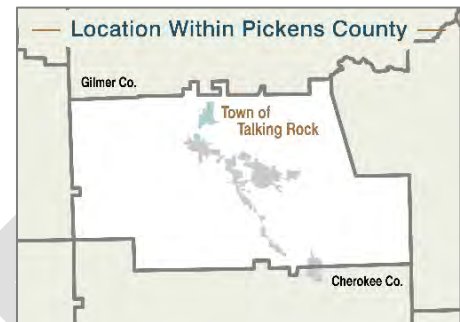 Location Within Pickens County
Gilmer Co.
Town of
Talking Rock
Cherokee Co.